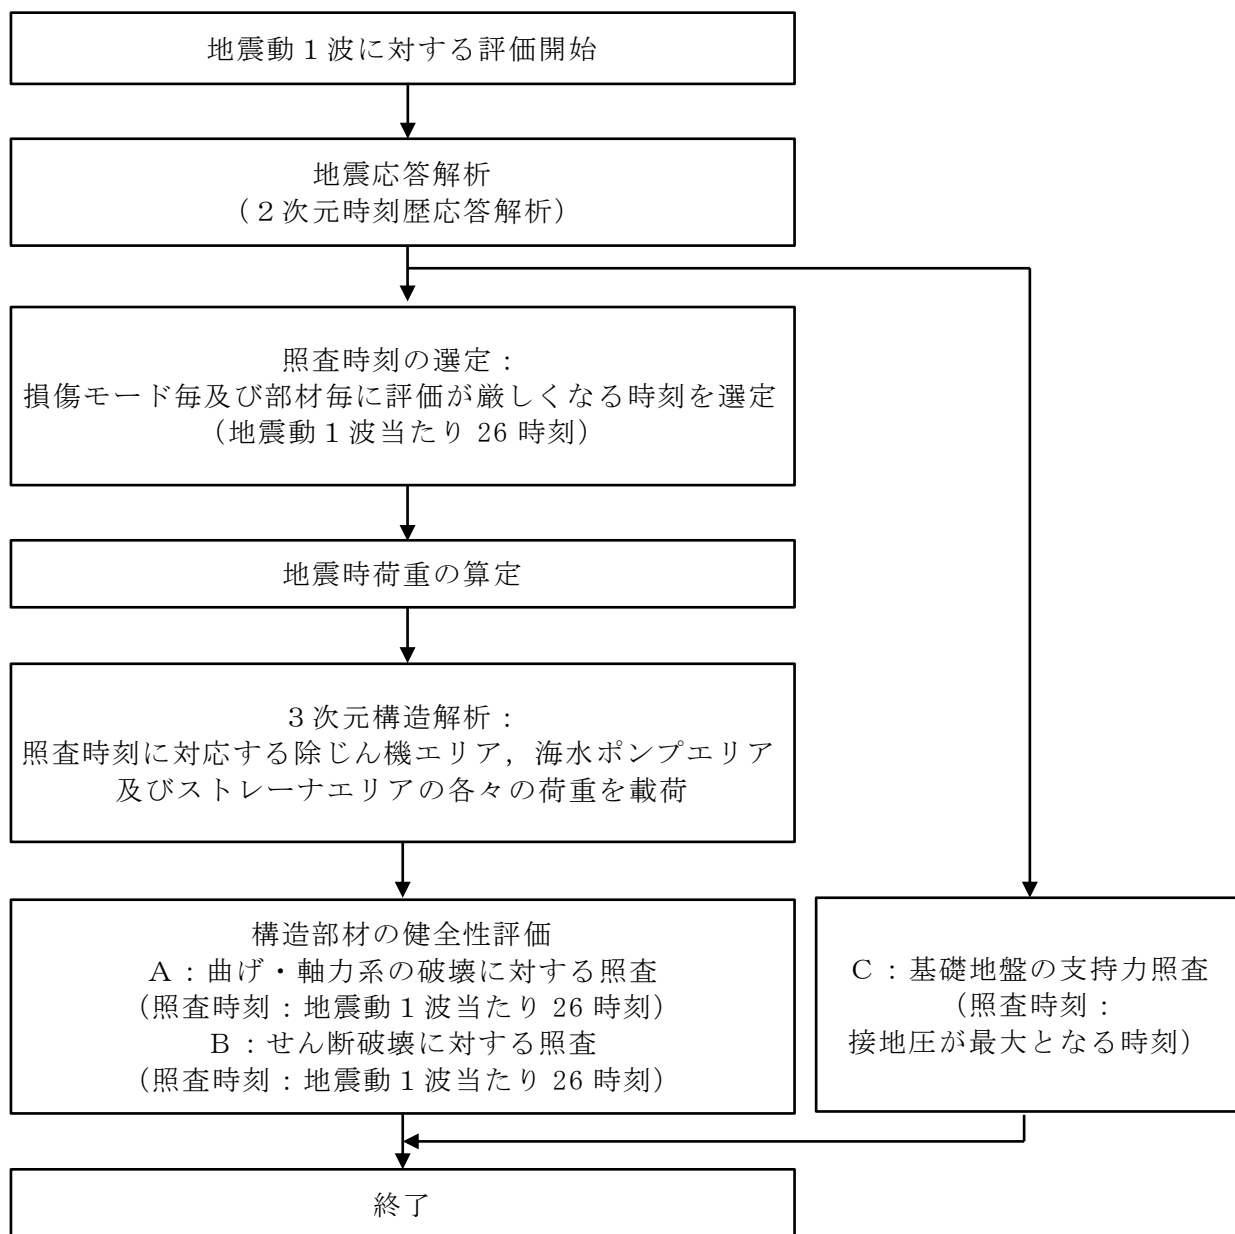 地震動１波に対する評価開始
地震応答解析
（２次元時刻歴応答解析）
照査時刻の選定：
損傷モード毎及び部材毎に評価が厳しくなる時刻を選定
（地震動１波当たり 26 時刻）
地震時荷重の算定
３次元構造解析：
照査時刻に対応する除じん機エリア，海水ポンプエリア
及びストレーナエリアの各々の荷重を載荷
構造部材の健全性評価
Ａ：曲げ・軸力系の破壊に対する照査
（照査時刻：地震動１波当たり 26 時刻）
Ｂ：せん断破壊に対する照査
（照査時刻：地震動１波当たり 26 時刻）
Ｃ：基礎地盤の支持力照査
（照査時刻：
接地圧が最大となる時刻）
終了